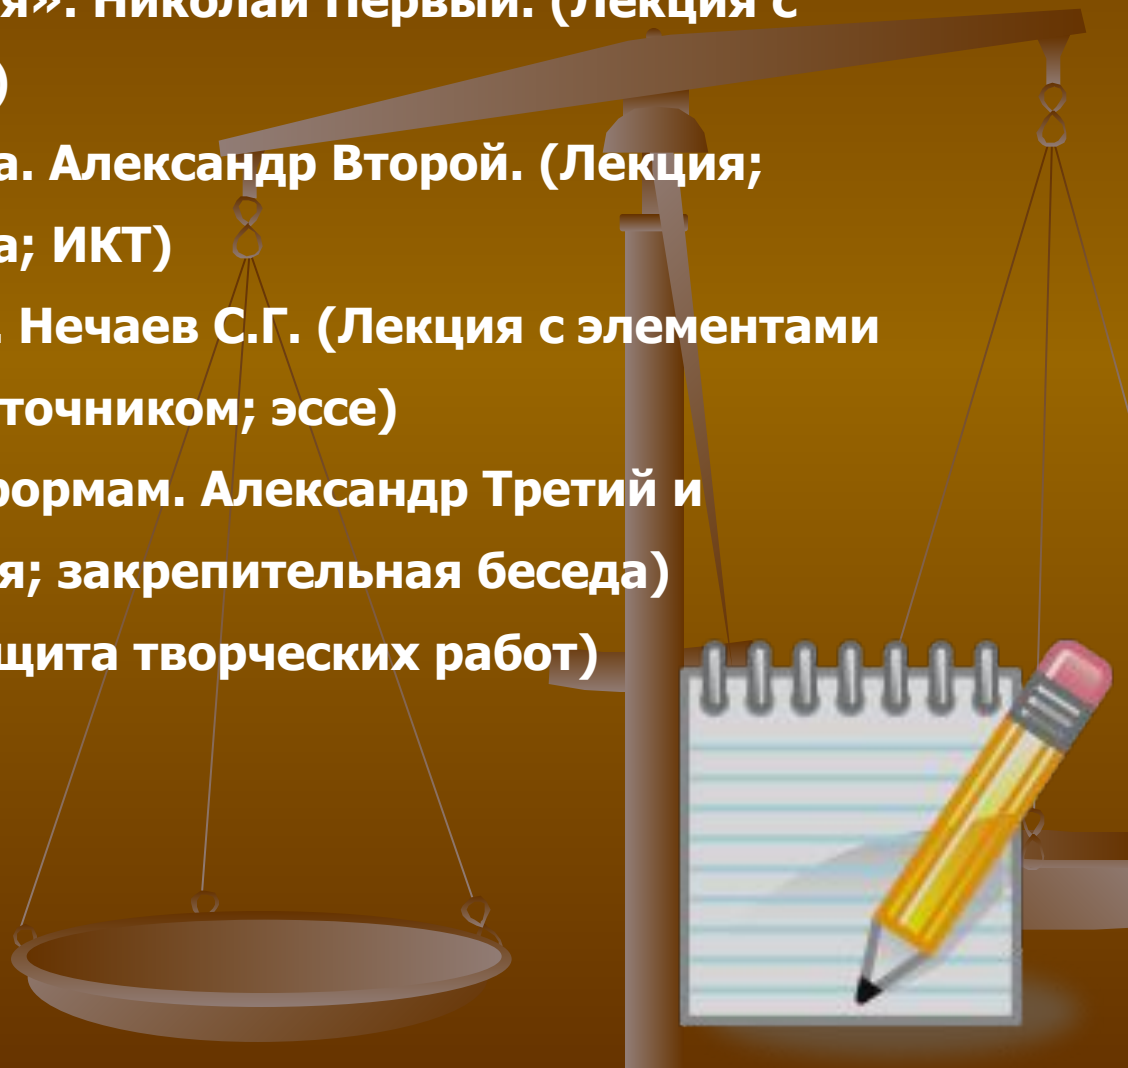 я». Николай Первый. (Лекция с
)
а. Александр Второй. (Лекция;
а; ИКТ)
. Нечаев С.Г. (Лекция с элементами
точником; эссе)
формам. Александр Третий и
я; закрепительная беседа)
щита творческих работ)